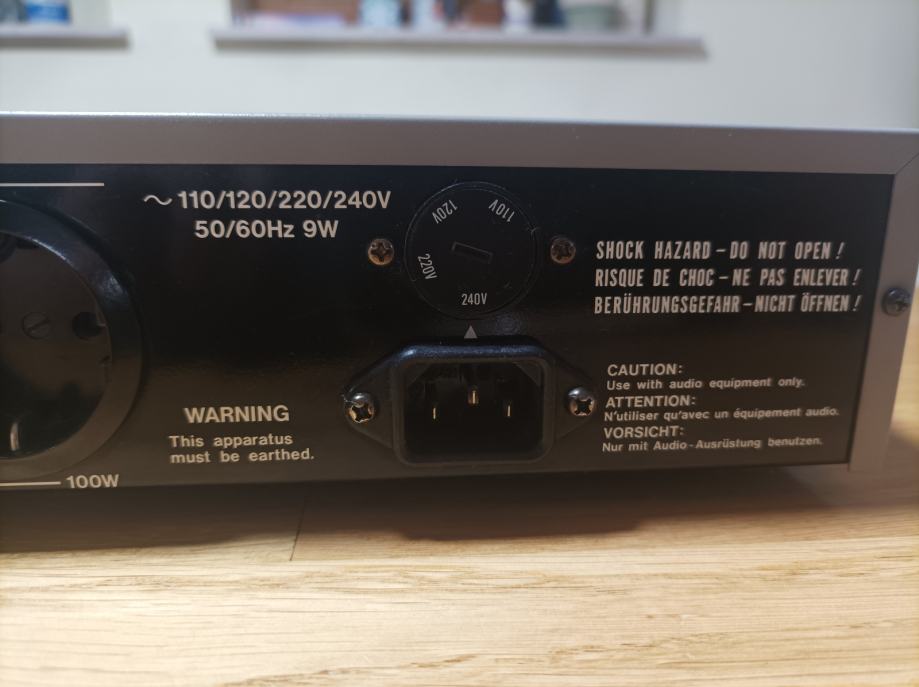 ~ 110/120/220/240V
50/60Hz 9W
120V
110V
220V
240V
SHOCK HAZARD – DO NOT OPEN !
RISQUE DE CHOC – NE PAS ENLEVER !
BERÜHRUNGSGEFAHR – NICHT ÖFFNEN !
WARNING
This apparatus
must be earthed.
100W
CAUTION:
Use with audio equipment only.
ATTENTION:
N'utiliser qu'avec un équipement audio.
VORSICHT:
Nur mit Audio-Ausrüstung benutzen.